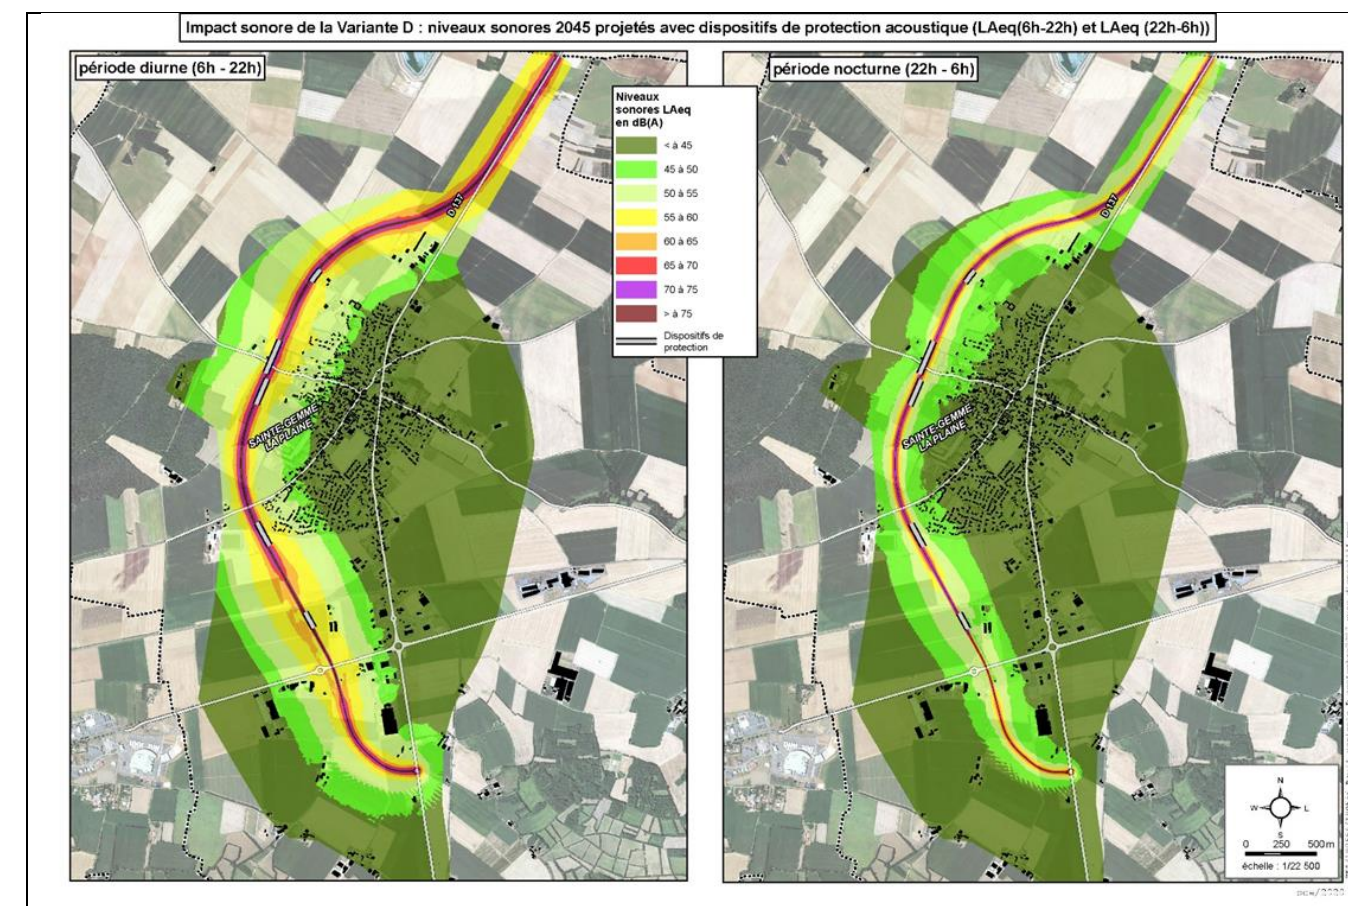 Impact sonore de la Variante D : niveaux sonores 2045 projetés avec dispositifs de protection acoustique (LAeq(6h-22h) et LAeq (22h-6h))
période diurne (6h - 22h)
période nocturne (22h - 6h)
Niveaux
sonores LAeq
en dB(A)
< à 45
45 à 50
50 à 55
55 à 60
60 à 65
65 à 70
70 à 75
> à 75
Dispositifs de
protection
D 137
SAINTE-GEMME
LA PLAINE
D 137
SAINTE-GEMME
LA PLAINE
N
W L
S
0 250 500 m
échelle : 1/22 500